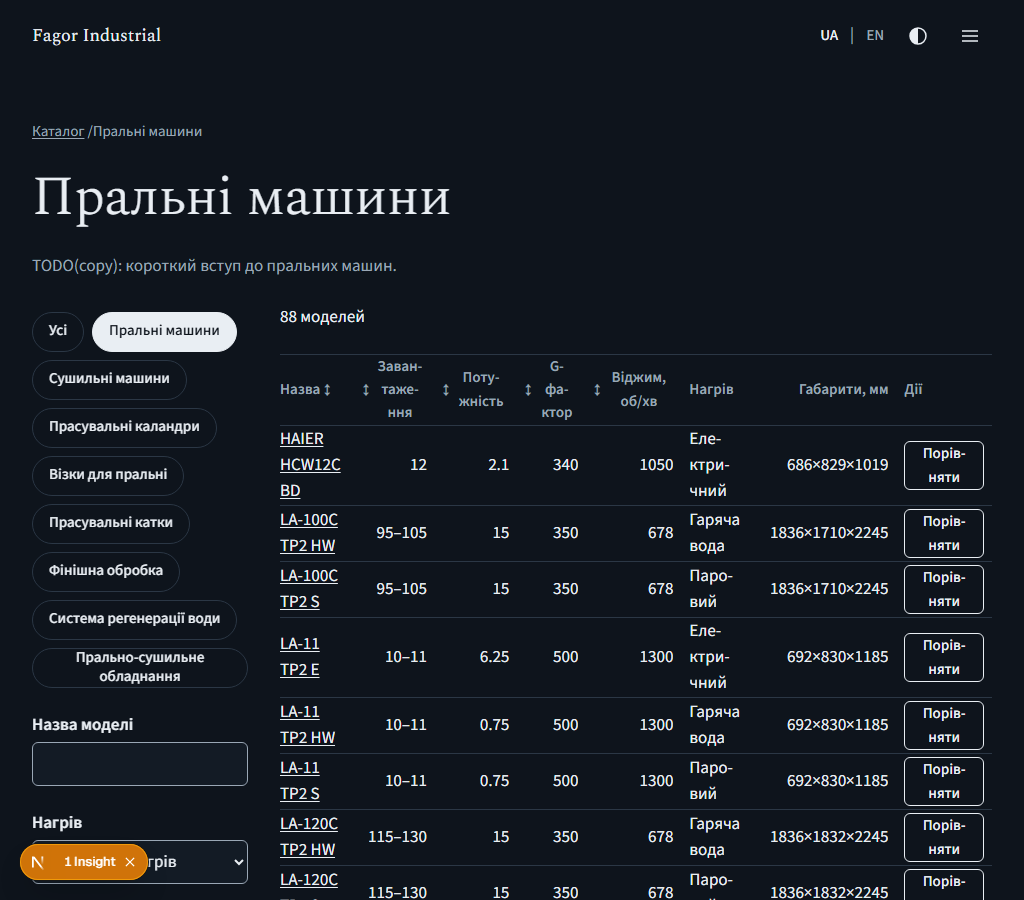 Fagor Industrial
UA | EN
Каталог /Пральні машини
Пральні машини
TODO(copy): короткий вступ до пральних машин.
Усі
Пральні машини
Сушильні машини
Прасувальні каландри
Візки для пральні
Прасувальні катки
Фінішна обробка
Система регенерації води
Прально-сушильне
обладнання
Назва моделі
Нагрів
грів
1 Insight
88 моделей
Назва ↕ ↕ Заван-
таже-
ння ↕ Поту-
жність ↕ G-
фа-
ктор ↕ Віджим,
об/хв Нагрів Габарити, мм Дії
HAIER
HCW12C
BD 12 2.1 340 1050 Еле-
ктри-
чний 686×829×1019 Порів-
няти
LA-100C
TP2 HW 95–105 15 350 678 Гаряча
вода 1836×1710×2245 Порів-
няти
LA-100C
TP2 S 95–105 15 350 678 Паро-
вий 1836×1710×2245 Порів-
няти
LA-11
TP2 E 10–11 6.25 500 1300 Еле-
ктри-
чний 692×830×1185 Порів-
няти
LA-11
TP2 HW 10–11 0.75 500 1300 Гаряча
вода 692×830×1185 Порів-
няти
LA-11
TP2 S 10–11 0.75 500 1300 Паро-
вий 692×830×1185 Порів-
няти
LA-120C
TP2 HW 115–130 15 350 678 Гаряча
вода 1836×1832×2245 Порів-
няти
LA-120C
115–130 15 350 678 Паро-
1836×1832×2245 Порів-